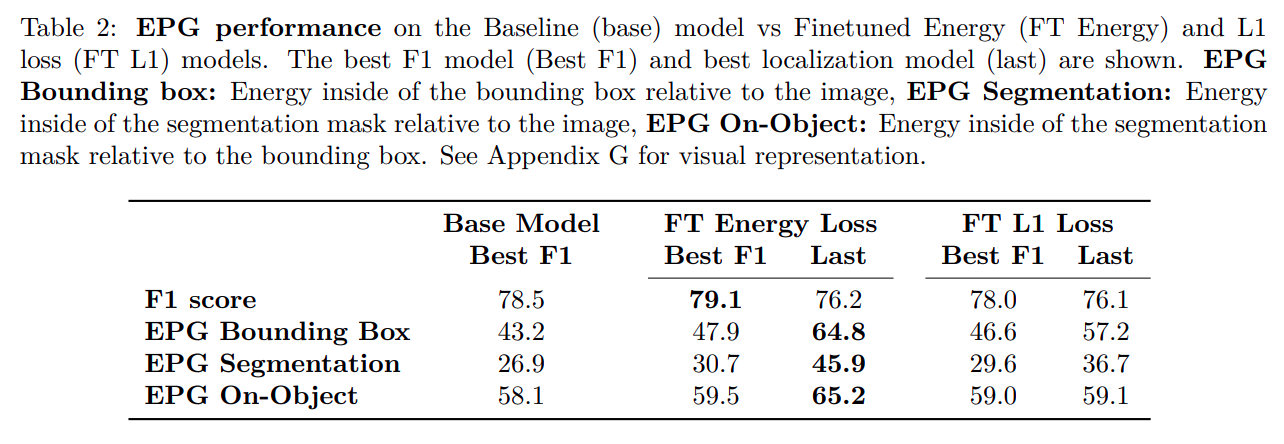 Table 2: EPG performance on the Baseline (base) model vs Finetuned Energy (FT Energy) and L1
loss (FT L1) models. The best F1 model (Best F1) and best localization model (last) are shown. EPG
Bounding box: Energy inside of the bounding box relative to the image, EPG Segmentation: Energy
inside of the segmentation mask relative to the image, EPG On-Object: Energy inside of the segmentation
mask relative to the bounding box. See Appendix G for visual representation.
Base Model FT Energy Loss FT L1 Loss
Best F1 Best F1 Last Best F1 Last
F1 score 78.5 79.1 76.2 78.0 76.1
EPG Bounding Box 43.2 47.9 64.8 46.6 57.2
EPG Segmentation 26.9 30.7 45.9 29.6 36.7
EPG On-Object 58.1 59.5 65.2 59.0 59.1